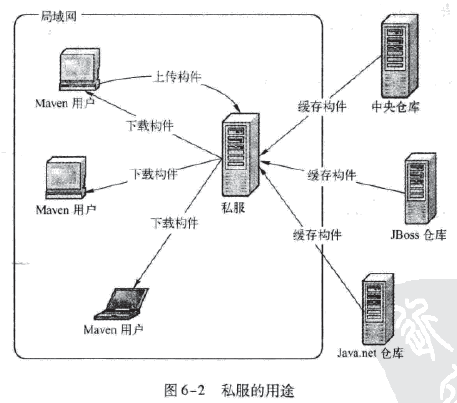 局域网
上传构件
Maven 用户
缓存构件
中央仓库
下载构件
下载构件
缓存构件
Maven 用户
私服
下载构件
缓存构件
JBoss 仓库
Maven 用户
Java.net 仓库
图 6-2 私服的用途